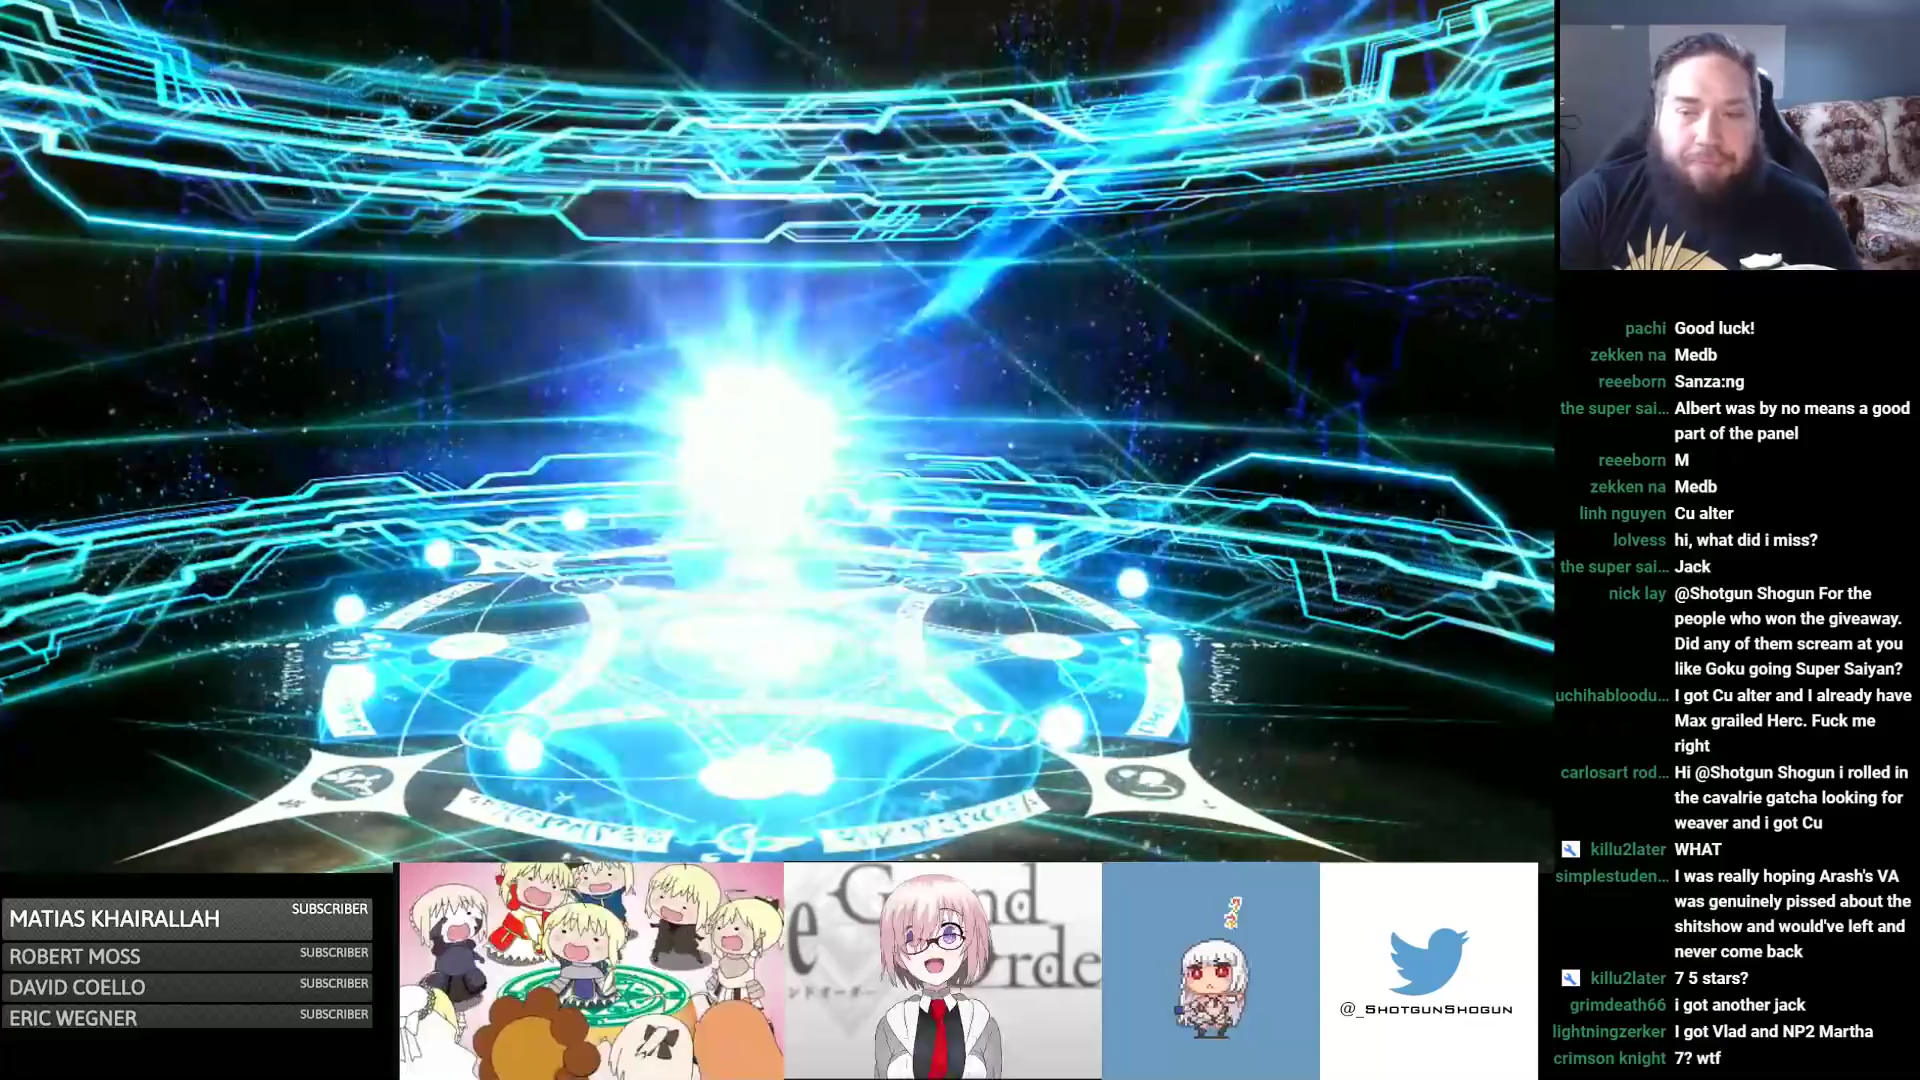 pachi Good luck!
zekken na Medb
reeeborn Sanza:ng
the super sai... Albert was by no means a good
part of the panel
reeeborn M
zekken na Medb
linh nguyen Cu alter
lolvess hi, what did i miss?
the super sai... Jack
nick lay @Shotgun Shogun For the
people who won the giveaway.
Did any of them scream at you
like Goku going Super Saiyan?
uchihabloodu... I got Cu alter and I already have
Max grailed Herc. Fuck me
right
carlosart rod... Hi @Shotgun Shogun i rolled in
the cavalrie gatcha looking for
weaver and i got Cu
killu2later WHAT
simplestuden... I was really hoping Arash's VA
was genuinely pissed about the
shitshow and would've left and
never come back
killu2later 7 5 stars?
grimdeath66 i got another jack
lightningzerker I got Vlad and NP2 Martha
crimson knight 7? wtf
MATIAS KHAIRALLAH SUBSCRIBER
ROBERT MOSS SUBSCRIBER
DAVID COELLO SUBSCRIBER
ERIC WEGNER SUBSCRIBER
@_SHOTGUNSHOGUN